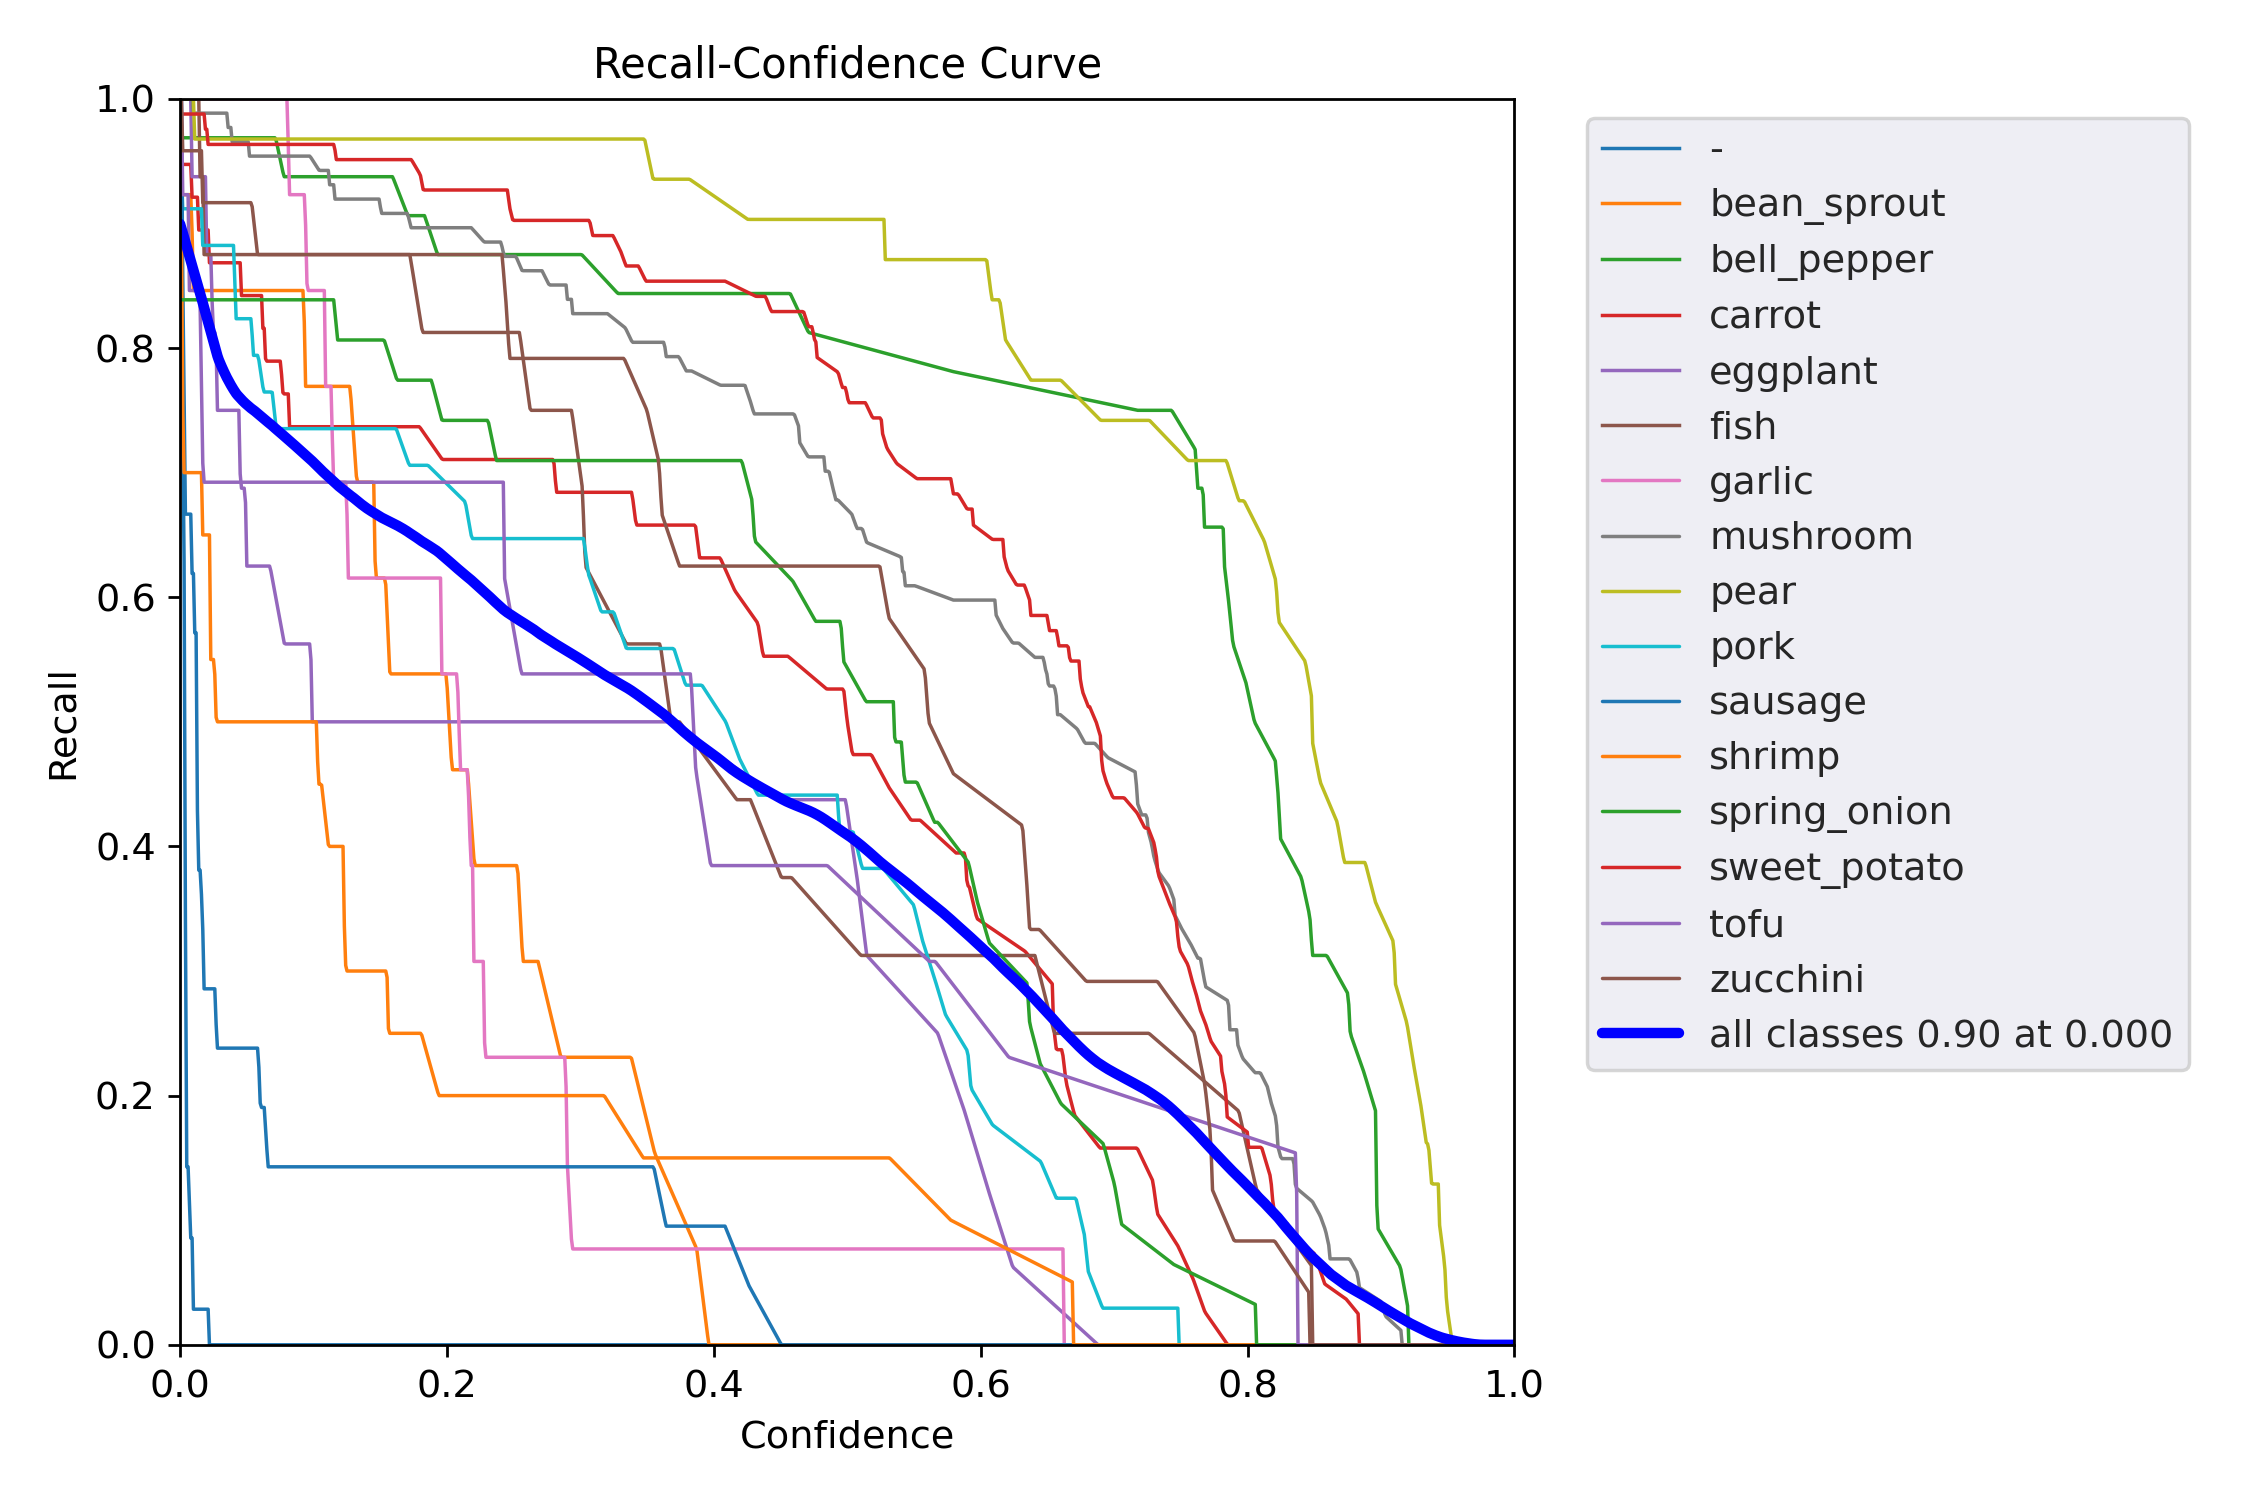 Recall-Confidence Curve
1.0
0.8
0.6
0.4
0.2
0.0
Recall
0.0 0.2 0.4 0.6 0.8 1.0
Confidence
-
bean_sprout
bell_pepper
carrot
eggplant
fish
garlic
mushroom
pear
pork
sausage
shrimp
spring_onion
sweet_potato
tofu
zucchini
all classes 0.90 at 0.000